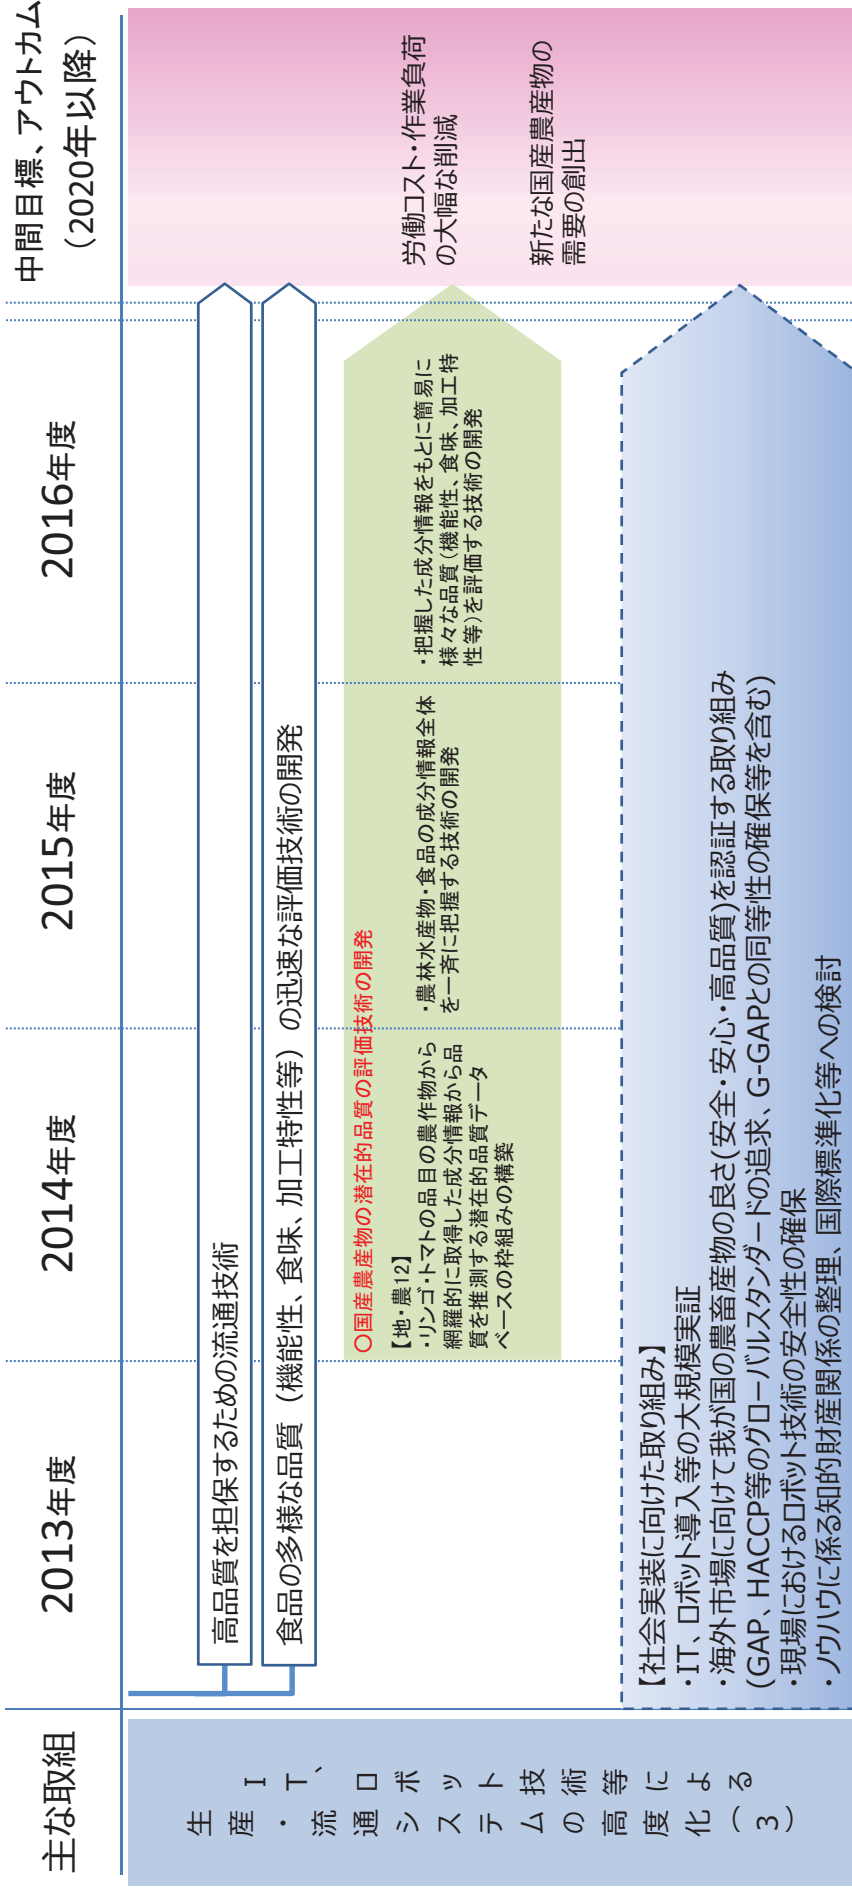 主な取組
2013年度
2014年度
2015年度
2016年度
中間目標、アウトカム
（2020年以降）
IT、ロボット技術等による
生産・流通システムの高度化（3）
高品質を担保するための流通技術
食品の多様な品質（機能性、食味、加工特性等）の迅速な評価技術の開発
○国産農産物の潜在的品質の評価技術の開発
【地・農12】
・リンゴ・トマトの品目の農作物から
網羅的に取得した成分情報から品
質を推測する潜在的品質データ
ベースの枠組みの構築
・農林水産物・食品の成分情報全体
を一斉に把握する技術の開発
・把握した成分情報をもとに簡易に
様々な品質（機能性、食味、加工特
性等）を評価する技術の開発
労働コスト・作業負荷
の大幅な削減
新たな国産農産物の
需要の創出
【社会実装に向けた取り組み】
・IT、ロボット導入等の大規模実証
・海外市場に向けて我が国の農畜産物の良さ(安全・安心・高品質)を認証する取り組み
(GAP、HACCP等のグローバルスタンダードの追求、G-GAPとの同等性の確保等を含む)
・現場におけるロボット技術の安全性の確保
・ノウハウに係る知的財産関係の整理、国際標準化等への検討